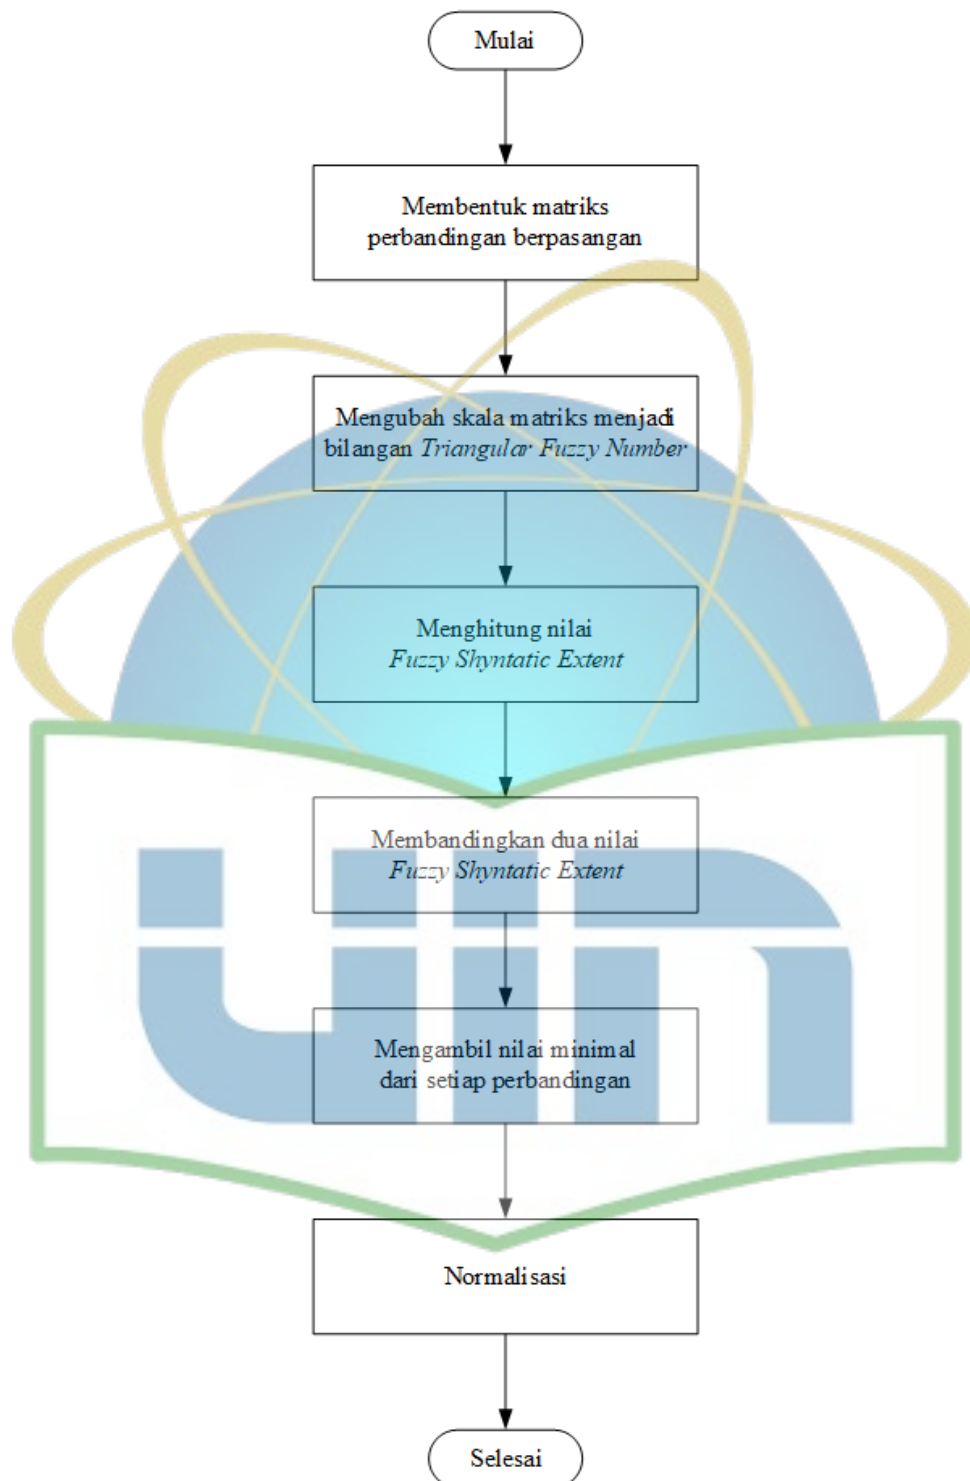 Mulai
Membentuk matriks
perbandingan berpasangan
Mengubah skala matriks menjadi
bilangan Triangular Fuzzy Number
Menghitung nilai
Fuzzy Shyntatic Extent
Membandingkan dua nilai
Fuzzy Shyntatic Extent
Mengambil nilai minimal
dari setiap perbandingan
Normalisasi
Selesai
UIN